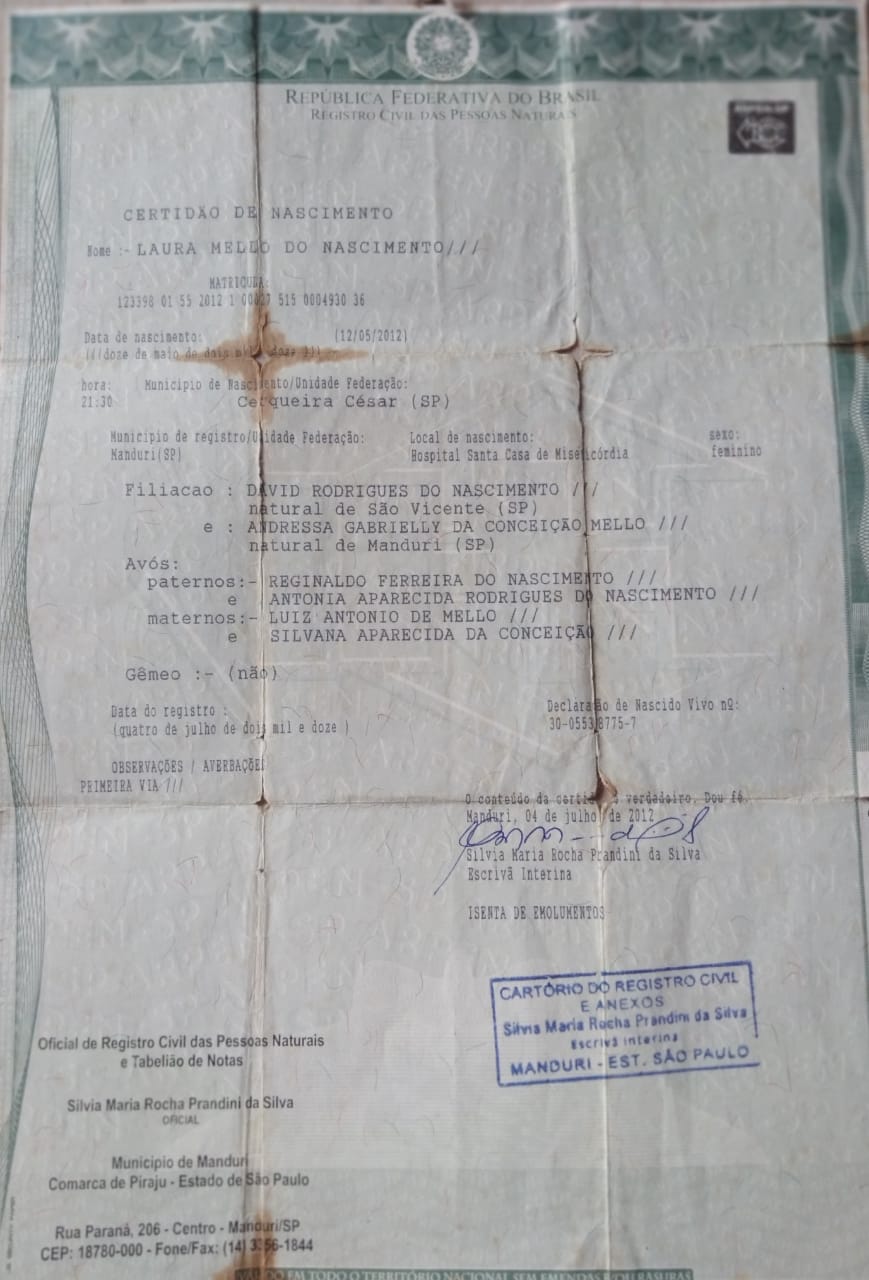 REPÚBLICA FEDERATIVA DO BRASIL
REGISTRO CIVIL DAS PESSOAS NATURAIS
CERTIDÃO DE NASCIMENTO
Nome :- LAURA MELLO DO NASCIMENTO///
MATRICULA:
123398 01 55 2012 1 00027 515 0004930 36
Data de nascimento: (12/05/2012)
(///doze de maio de dois mil e doze ///)
hora: Municipio de Nascimento/Unidade Federação:
21:30 Cerqueira César (SP)
Municipio de registro/Unidade Federação: Local de nascimento: sexo:
Manduri(SP) Hospital Santa Casa de Misericórdia feminino
Filiacao : DAVID RODRIGUES DO NASCIMENTO ///
natural de São Vicente (SP)
e : ANDRESSA GABRIELLY DA CONCEIÇÃO MELLO ///
natural de Manduri (SP)
Avós:
paternos:- REGINALDO FERREIRA DO NASCIMENTO ///
e ANTONIA APARECIDA RODRIGUES DO NASCIMENTO ///
maternos:- LUIZ ANTONIO DE MELLO ///
e SILVANA APARECIDA DA CONCEIÇÃO ///
Gêmeo :- (não)
Data do registro : Declaração de Nascido Vivo nº:
(quatro de julho de dois mil e doze ) 30-05538775-7
OBSERVAÇÕES / AVERBAÇÕES
PRIMEIRA VIA ///
O conteúdo da certidão é verdadeiro. Dou fé.
Manduri, 04 de julho de 2012
Silvia Maria Rocha Prandini da Silva
Escrivã Interina
ISENTA DE EMOLUMENTOS
CARTÓRIO DO REGISTRO CIVIL
E ANEXOS
Silvia Maria Rocha Prandini da Silva
Escrivã interina
MANDURI - EST. SÃO PAULO
Oficial de Registro Civil das Pessoas Naturais
e Tabelião de Notas
Silvia Maria Rocha Prandini da Silva
OFICIAL
Municipio de Manduri
Comarca de Piraju - Estado de São Paulo
Rua Paraná, 206 - Centro - Manduri/SP
CEP: 18780-000 - Fone/Fax: (14) 3356-1844
VÁLIDO EM TODO O TERRITÓRIO NACIONAL SEM EMENDAS E/OU RASURAS